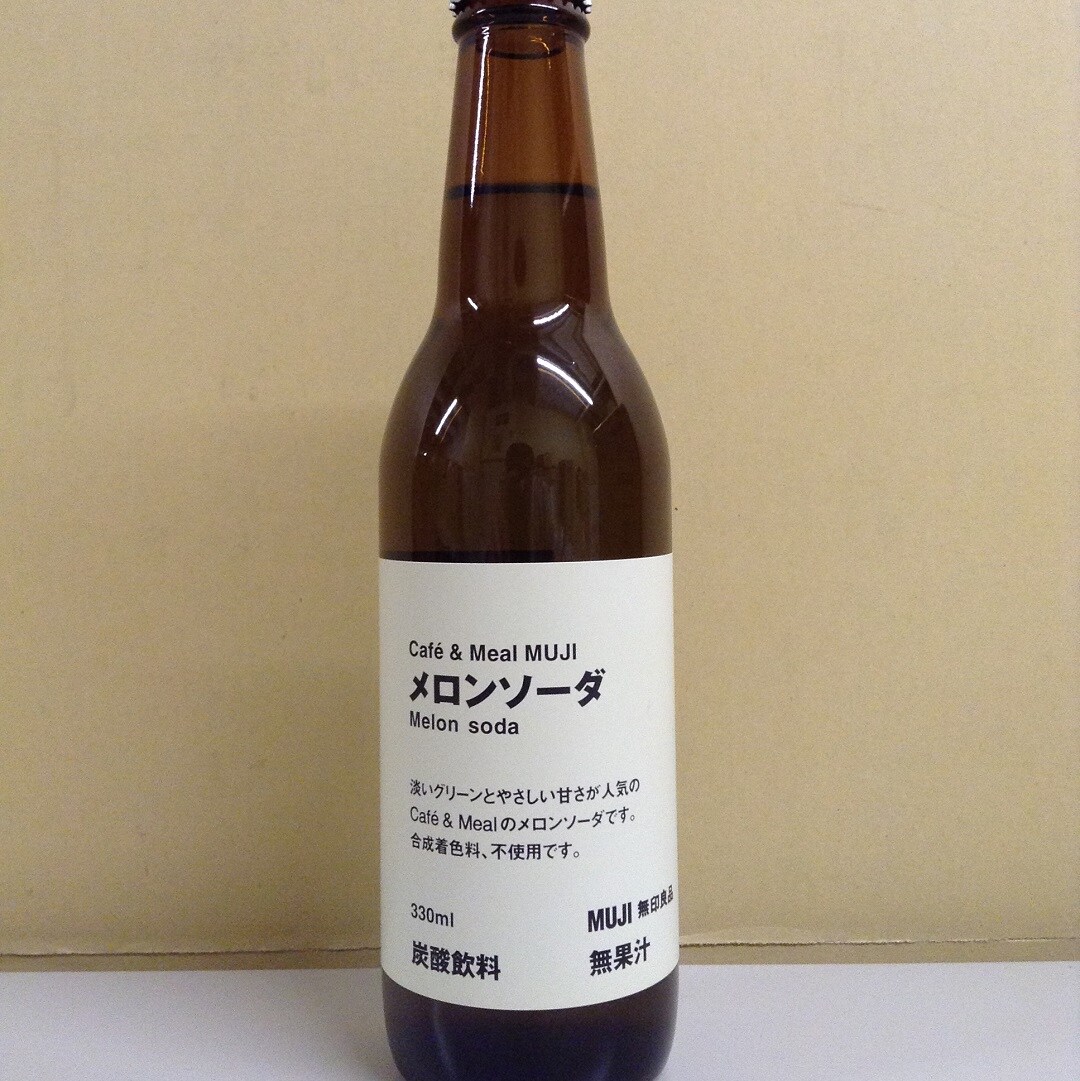 Café & Meal MUJI
メロンソーダ
Melon soda
淡いグリーンとやさしい甘さが人気の
Café & Mealのメロンソーダです。
合成着色料、不使用です。
330ml
MUJI 無印良品
炭酸飲料
無果汁